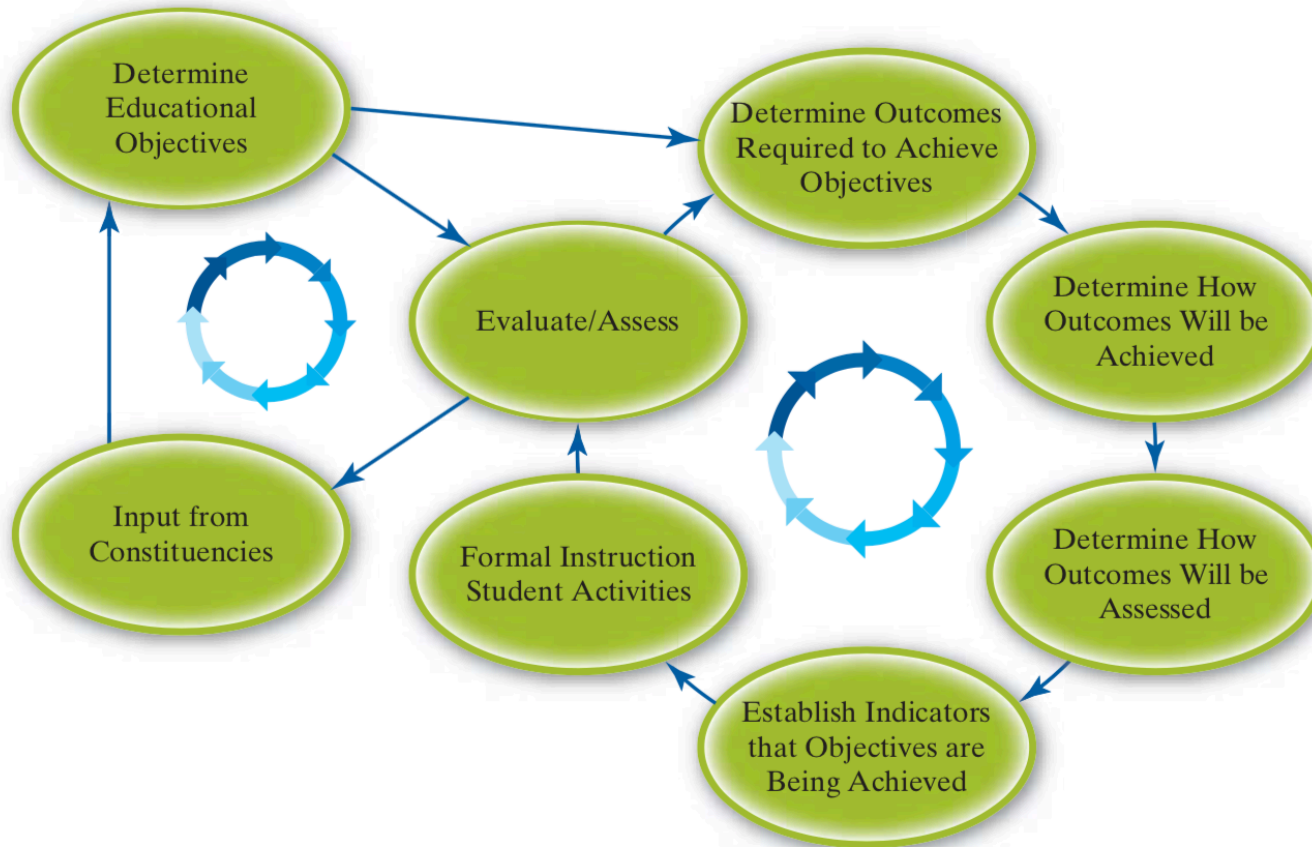 Determine
Educational
Objectives
Determine Outcomes
Required to Achieve
Objectives
Evaluate/Assess
Determine How
Outcomes Will be
Achieved
Input from
Constituencies
Formal Instruction
Student Activities
Determine How
Outcomes Will be
Assessed
Establish Indicators
that Objectives are
Being Achieved